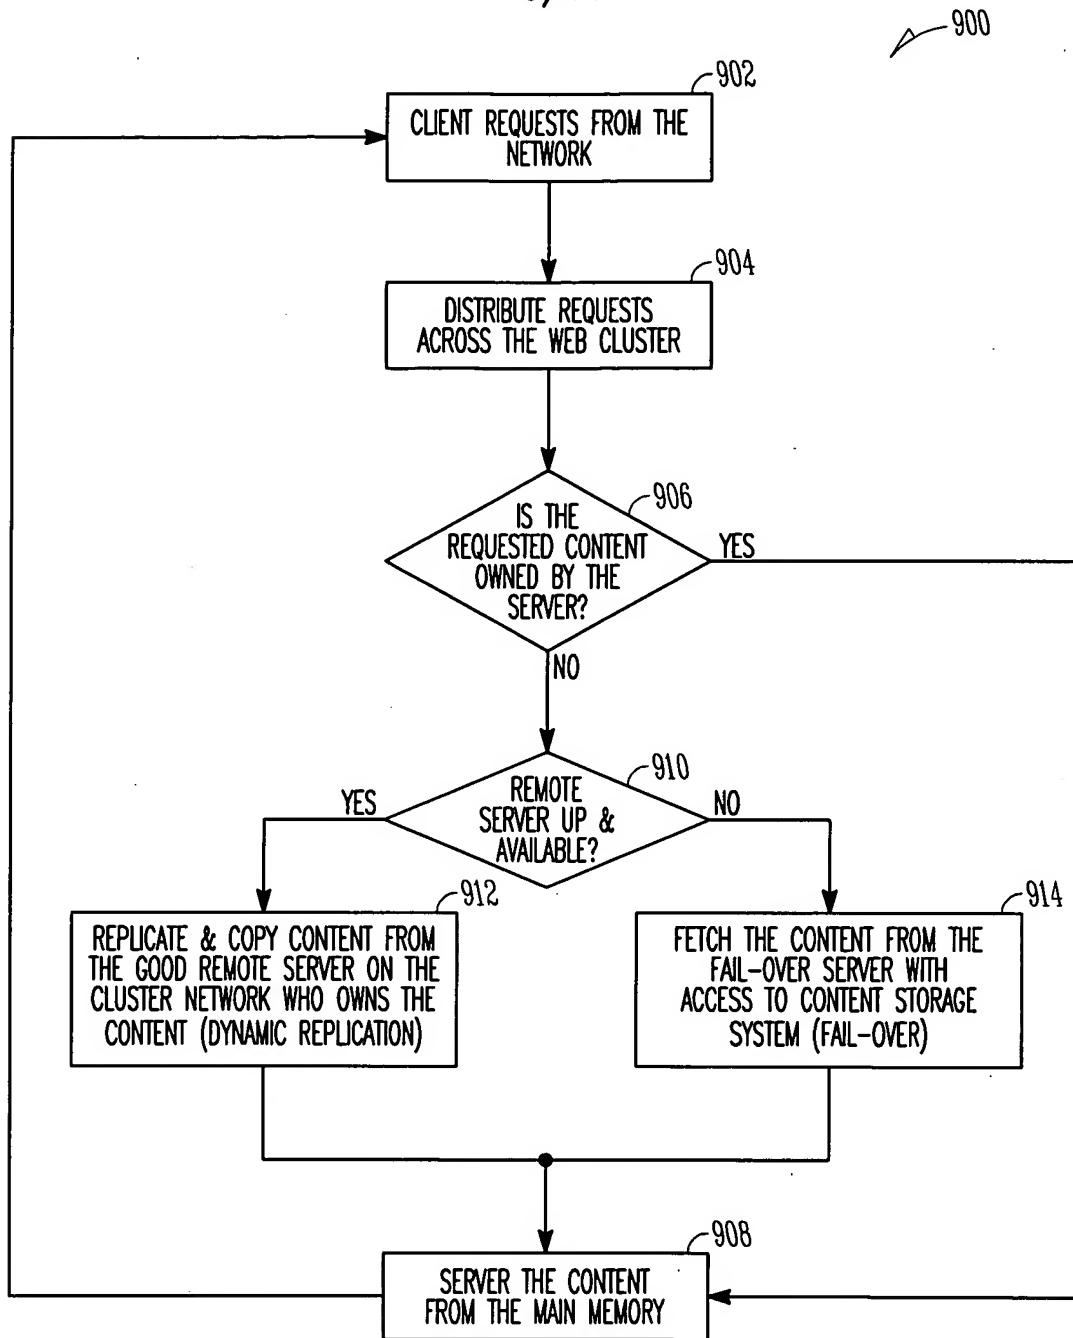 900
902
CLIENT REQUESTS FROM THE
NETWORK
904
DISTRIBUTE REQUESTS
ACROSS THE WEB CLUSTER
906
IS THE
REQUESTED CONTENT
OWNED BY THE
SERVER?
YES
NO
910
REMOTE
SERVER UP &
AVAILABLE?
YES
NO
912
REPLICATE & COPY CONTENT FROM
THE GOOD REMOTE SERVER ON THE
CLUSTER NETWORK WHO OWNS THE
CONTENT (DYNAMIC REPLICATION)
914
FETCH THE CONTENT FROM THE
FAIL-OVER SERVER WITH
ACCESS TO CONTENT STORAGE
SYSTEM (FAIL-OVER)
908
SERVER THE CONTENT
FROM THE MAIN MEMORY